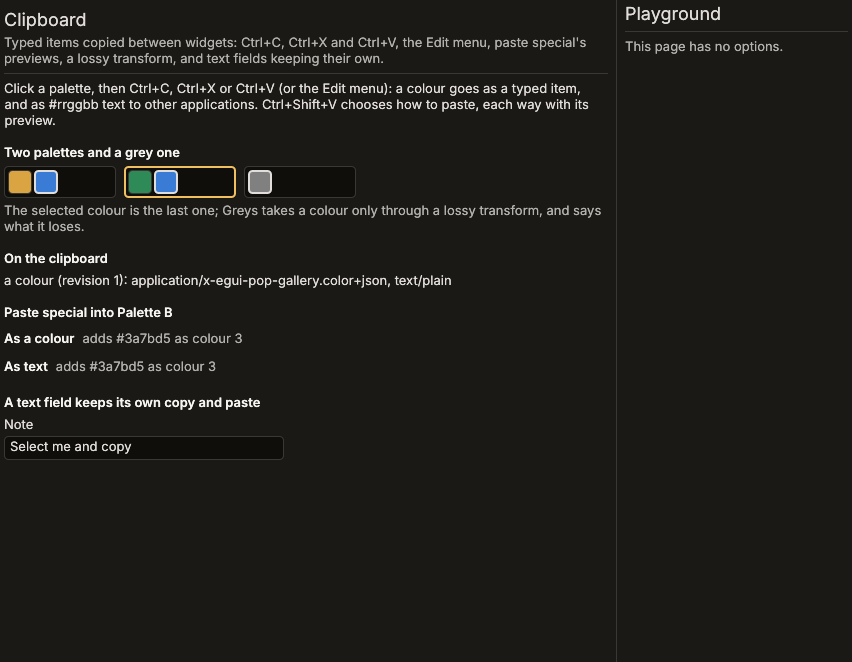 Clipboard
Typed items copied between widgets: Ctrl+C, Ctrl+X and Ctrl+V, the Edit menu, paste special's
previews, a lossy transform, and text fields keeping their own.
Click a palette, then Ctrl+C, Ctrl+X or Ctrl+V (or the Edit menu): a colour goes as a typed item,
and as #rrggbb text to other applications. Ctrl+Shift+V chooses how to paste, each way with its
preview.
Two palettes and a grey one
The selected colour is the last one; Greys takes a colour only through a lossy transform, and says
what it loses.
On the clipboard
a colour (revision 1): application/x-egui-pop-gallery.color+json, text/plain
Paste special into Palette B
As a colour adds #3a7bd5 as colour 3
As text adds #3a7bd5 as colour 3
A text field keeps its own copy and paste
Note
Select me and copy
Playground
This page has no options.